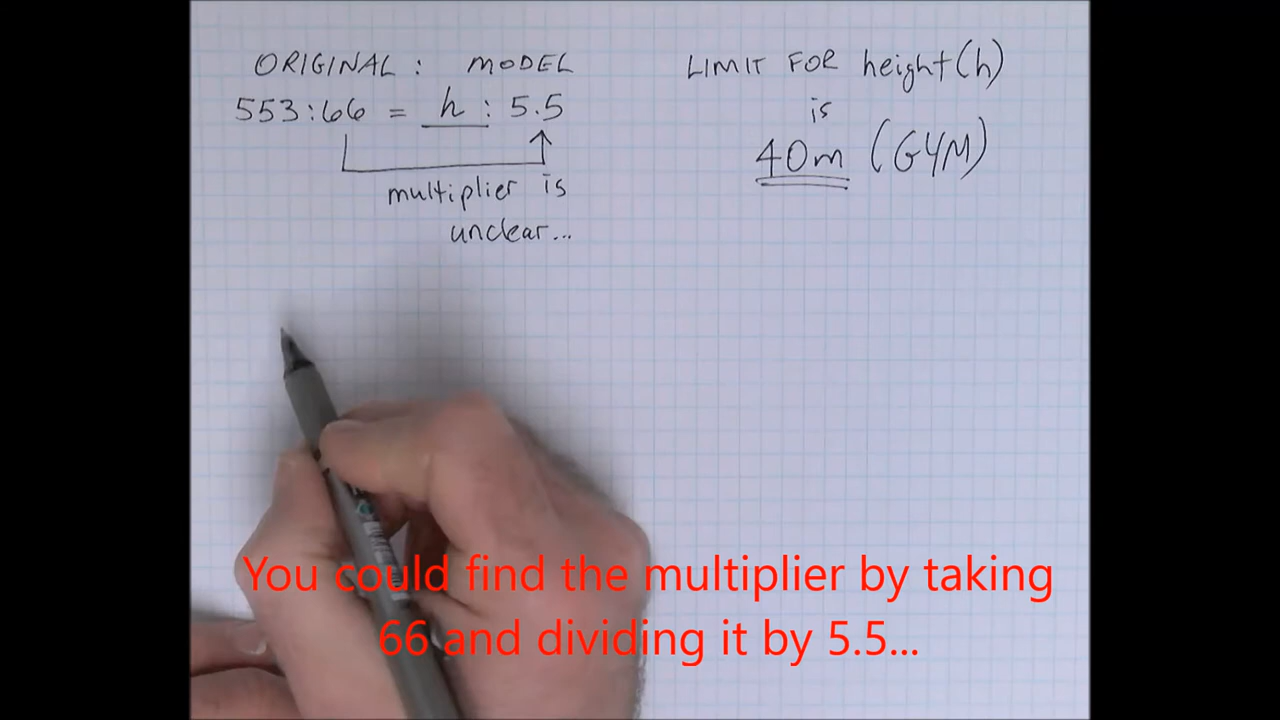 ORIGINAL : MODEL
553:66 = h : 5.5
multiplier is
unclear...
LIMIT FOR height(h)
is
40m (GYM)
You could find the multiplier by taking
66 and dividing it by 5.5...